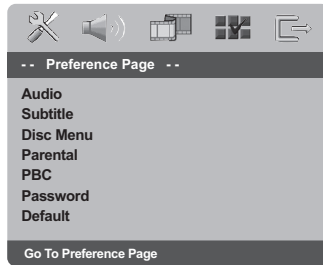 - - Preference Page - -
Audio
Subtitle
Disc Menu
Parental
PBC
Password
Default
Go To Preference Page